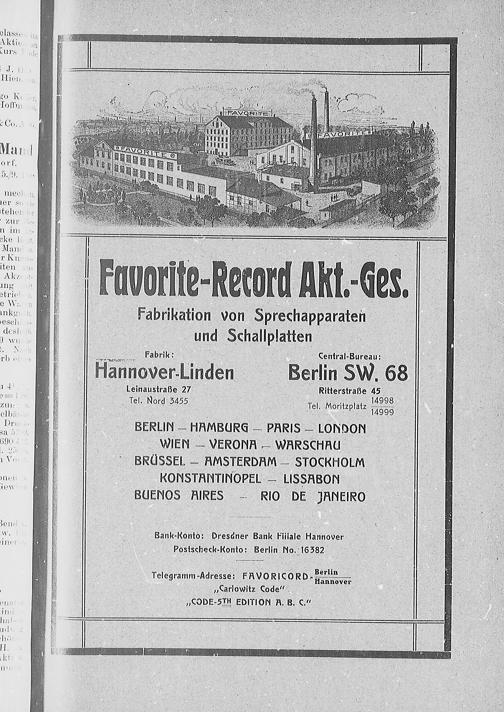 FAVORITE
FAVORITE
FAVORITE
Favorite-Record Akt.-Ges.
Fabrikation von Sprechapparaten
und Schallplatten
Fabrik:
Hannover-Linden
Leinaustraße 27
Tel. Nord 3455
Central-Bureau:
Berlin SW. 68
Ritterstraße 45
Tel. Moritzplatz 14998
14999
BERLIN — HAMBURG — PARIS — LONDON
WIEN — VERONA — WARSCHAU
BRÜSSEL — AMSTERDAM — STOCKHOLM
KONSTANTINOPEL — LISSABON
BUENOS AIRES — RIO DE JANEIRO
Bank-Konto: Dresdner Bank Filiale Hannover
Postscheck-Konto: Berlin No. 16382
Telegramm-Adresse: FAVORICORD-Berlin
Hannover
„Carlowitz Code"
„CODE-5TH EDITION A. B. C."